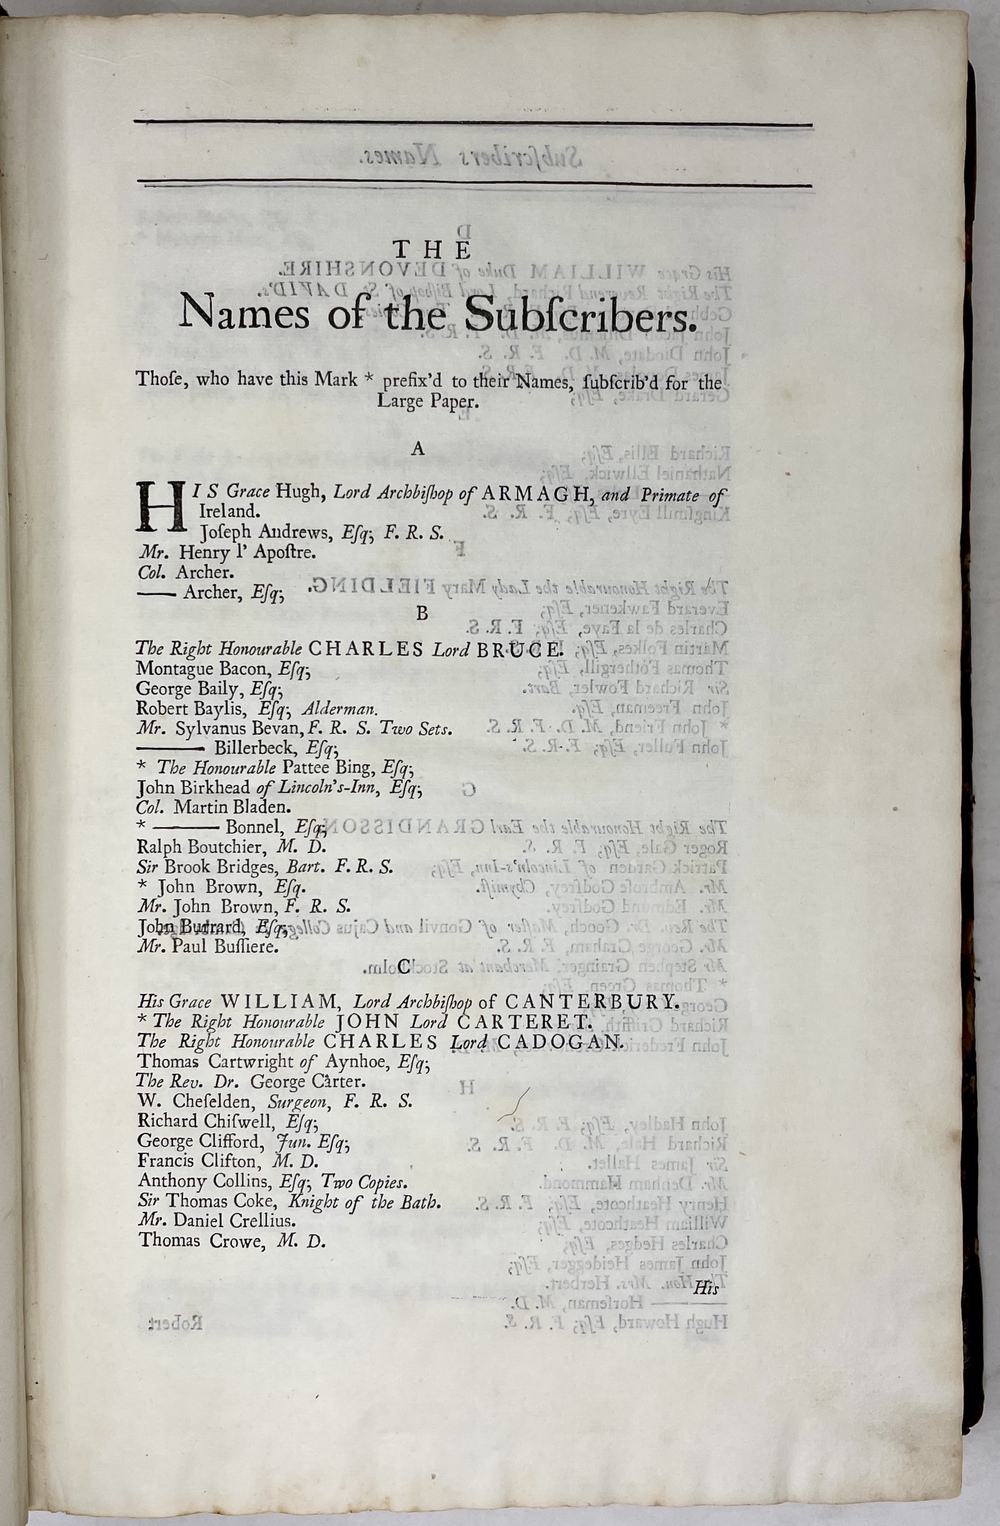 THE
Names of the Subſcribers.
Thoſe, who have this Mark * prefix'd to their Names, ſubſcrib'd for the
Large Paper.
A
HIS Grace Hugh, Lord Archbiſhop of ARMAGH, and Primate of
Ireland.
Joſeph Andrews, Eſq; F. R. S.
Mr. Henry l' Apoſtre.
Col. Archer.
—— Archer, Eſq;
B
The Right Honourable CHARLES Lord BRUCE.
Montague Bacon, Eſq;
George Baily, Eſq;
Robert Baylis, Eſq; Alderman.
Mr. Sylvanus Bevan, F. R. S. Two Sets.
——— Billerbeck, Eſq;
* The Honourable Pattee Bing, Eſq;
John Birkhead of Lincoln's-Inn, Eſq;
Col. Martin Bladen.
* ——— Bonnel, Eſq;
Ralph Boutchier, M. D.
Sir Brook Bridges, Bart. F. R. S.
* John Brown, Eſq.
Mr. John Brown, F. R. S.
John Budrard, Eſq;
Mr. Paul Buſſiere.
C
His Grace WILLIAM, Lord Archbiſhop of CANTERBURY.
* The Right Honourable JOHN Lord CARTERET.
The Right Honourable CHARLES Lord CADOGAN.
Thomas Cartwright of Aynhoe, Eſq;
The Rev. Dr. George Carter.
W. Cheſelden, Surgeon, F. R. S.
Richard Chiſwell, Eſq;
George Clifford, Jun. Eſq;
Francis Clifton, M. D.
Anthony Collins, Eſq; Two Copies.
Sir Thomas Coke, Knight of the Bath.
Mr. Daniel Crellius.
Thomas Crowe, M. D.
His